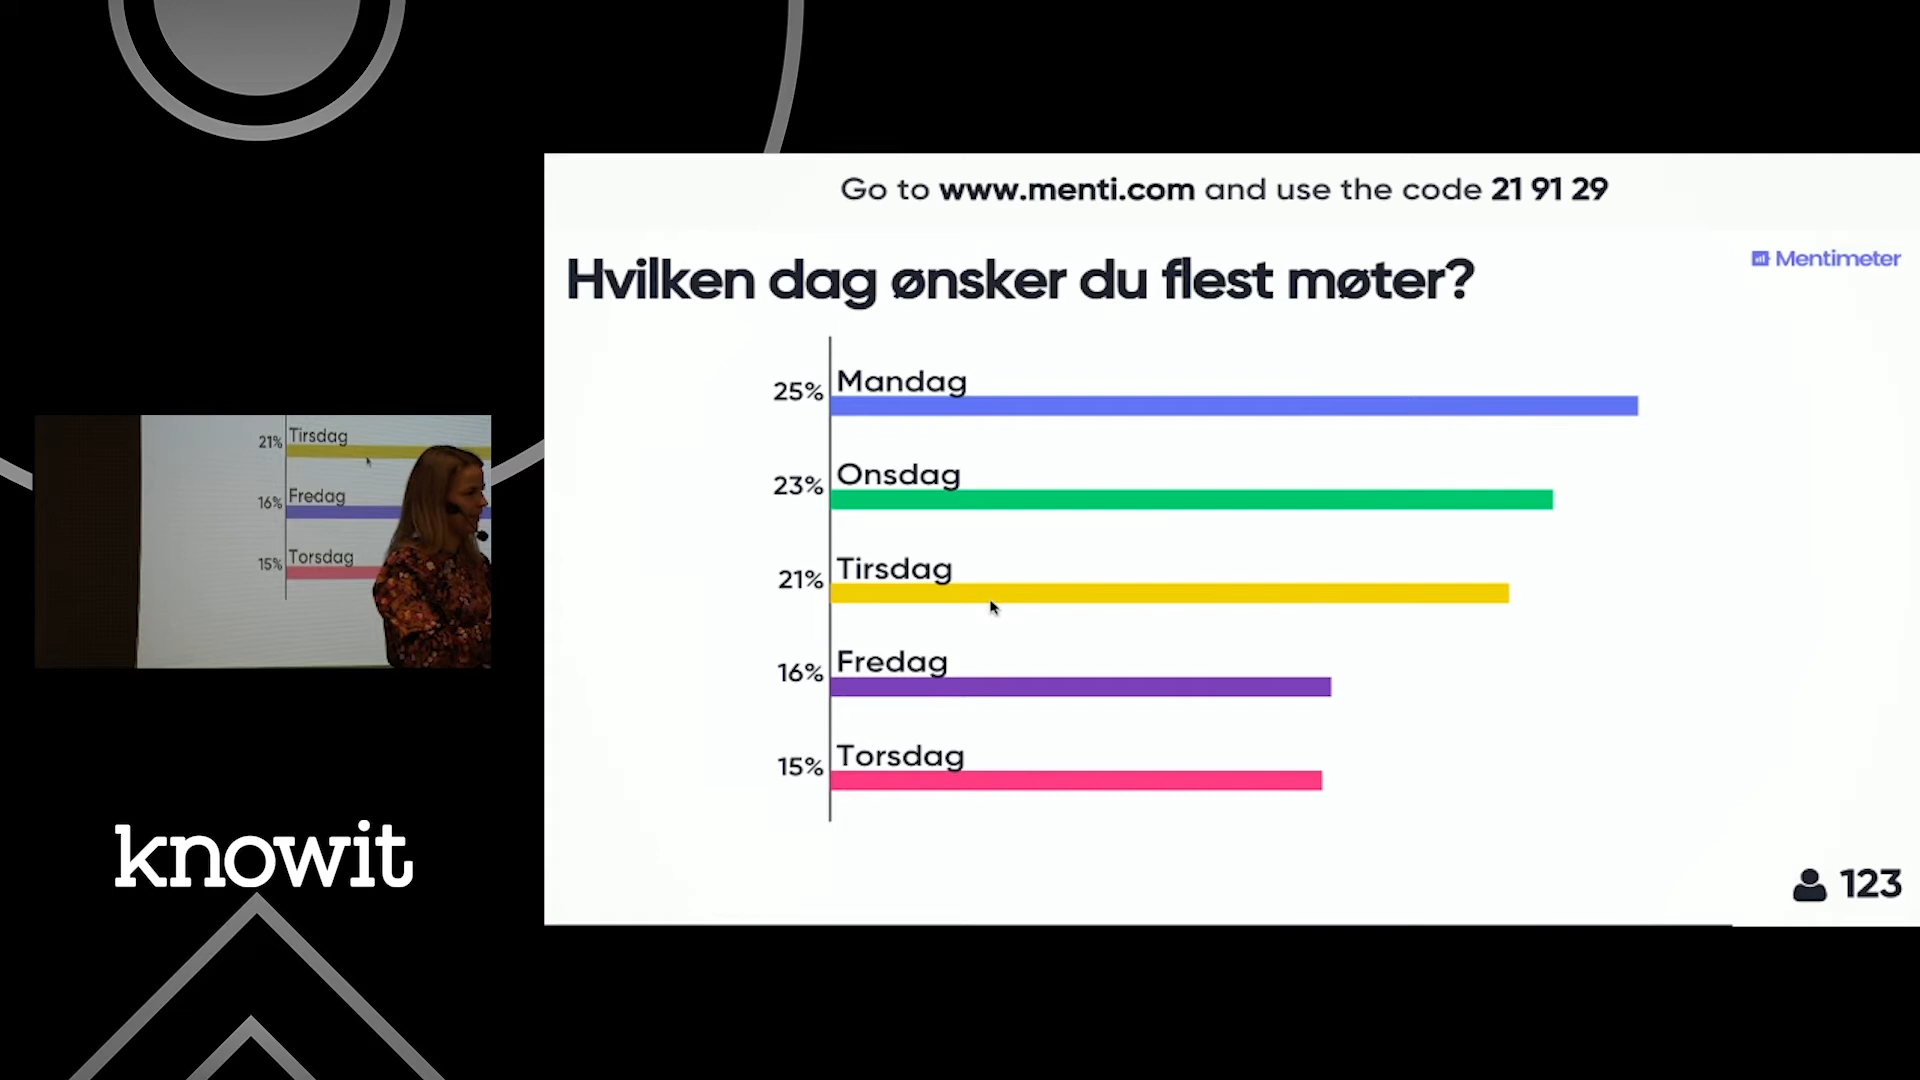 Go to www.menti.com and use the code 21 91 29
Mentimeter
Hvilken dag ønsker du flest møter?
25% Mandag
23% Onsdag
21% Tirsdag
16% Fredag
15% Torsdag
123
21% Tirsdag
16% Fredag
15% Torsdag
knowit